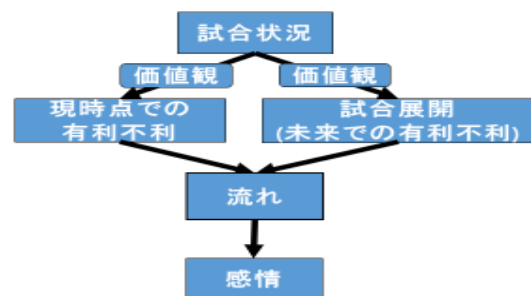 試合状況
価値観
価値観
現時点での
有利不利
試合展開
(未来での有利不利)
流れ
感情